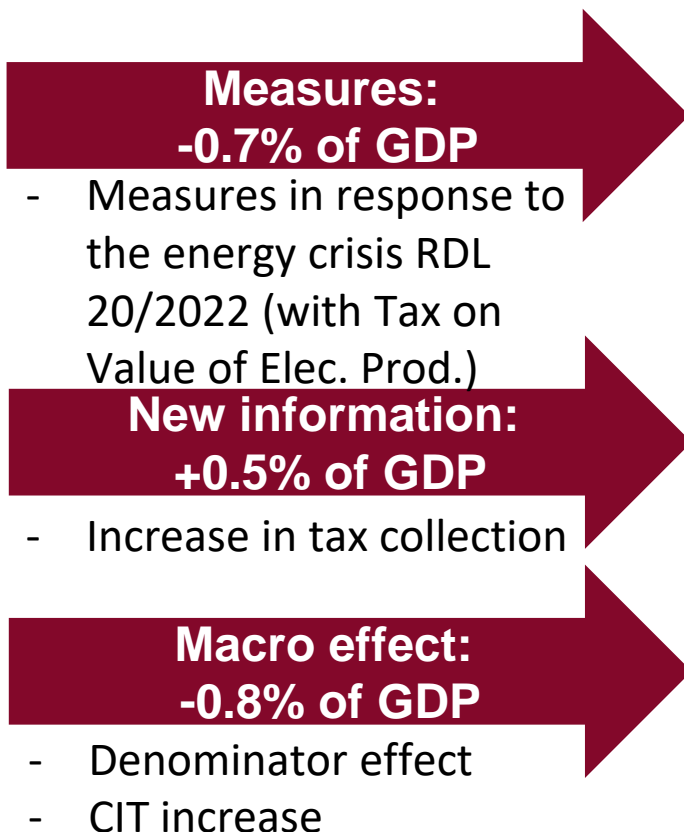 Measures:
-0.7% of GDP
- Measures in response to
the energy crisis RDL
20/2022 (with Tax on
Value of Elec. Prod.)
New information:
+0.5% of GDP
- Increase in tax collection
Macro effect:
-0.8% of GDP
- Denominator effect
- CIT increase